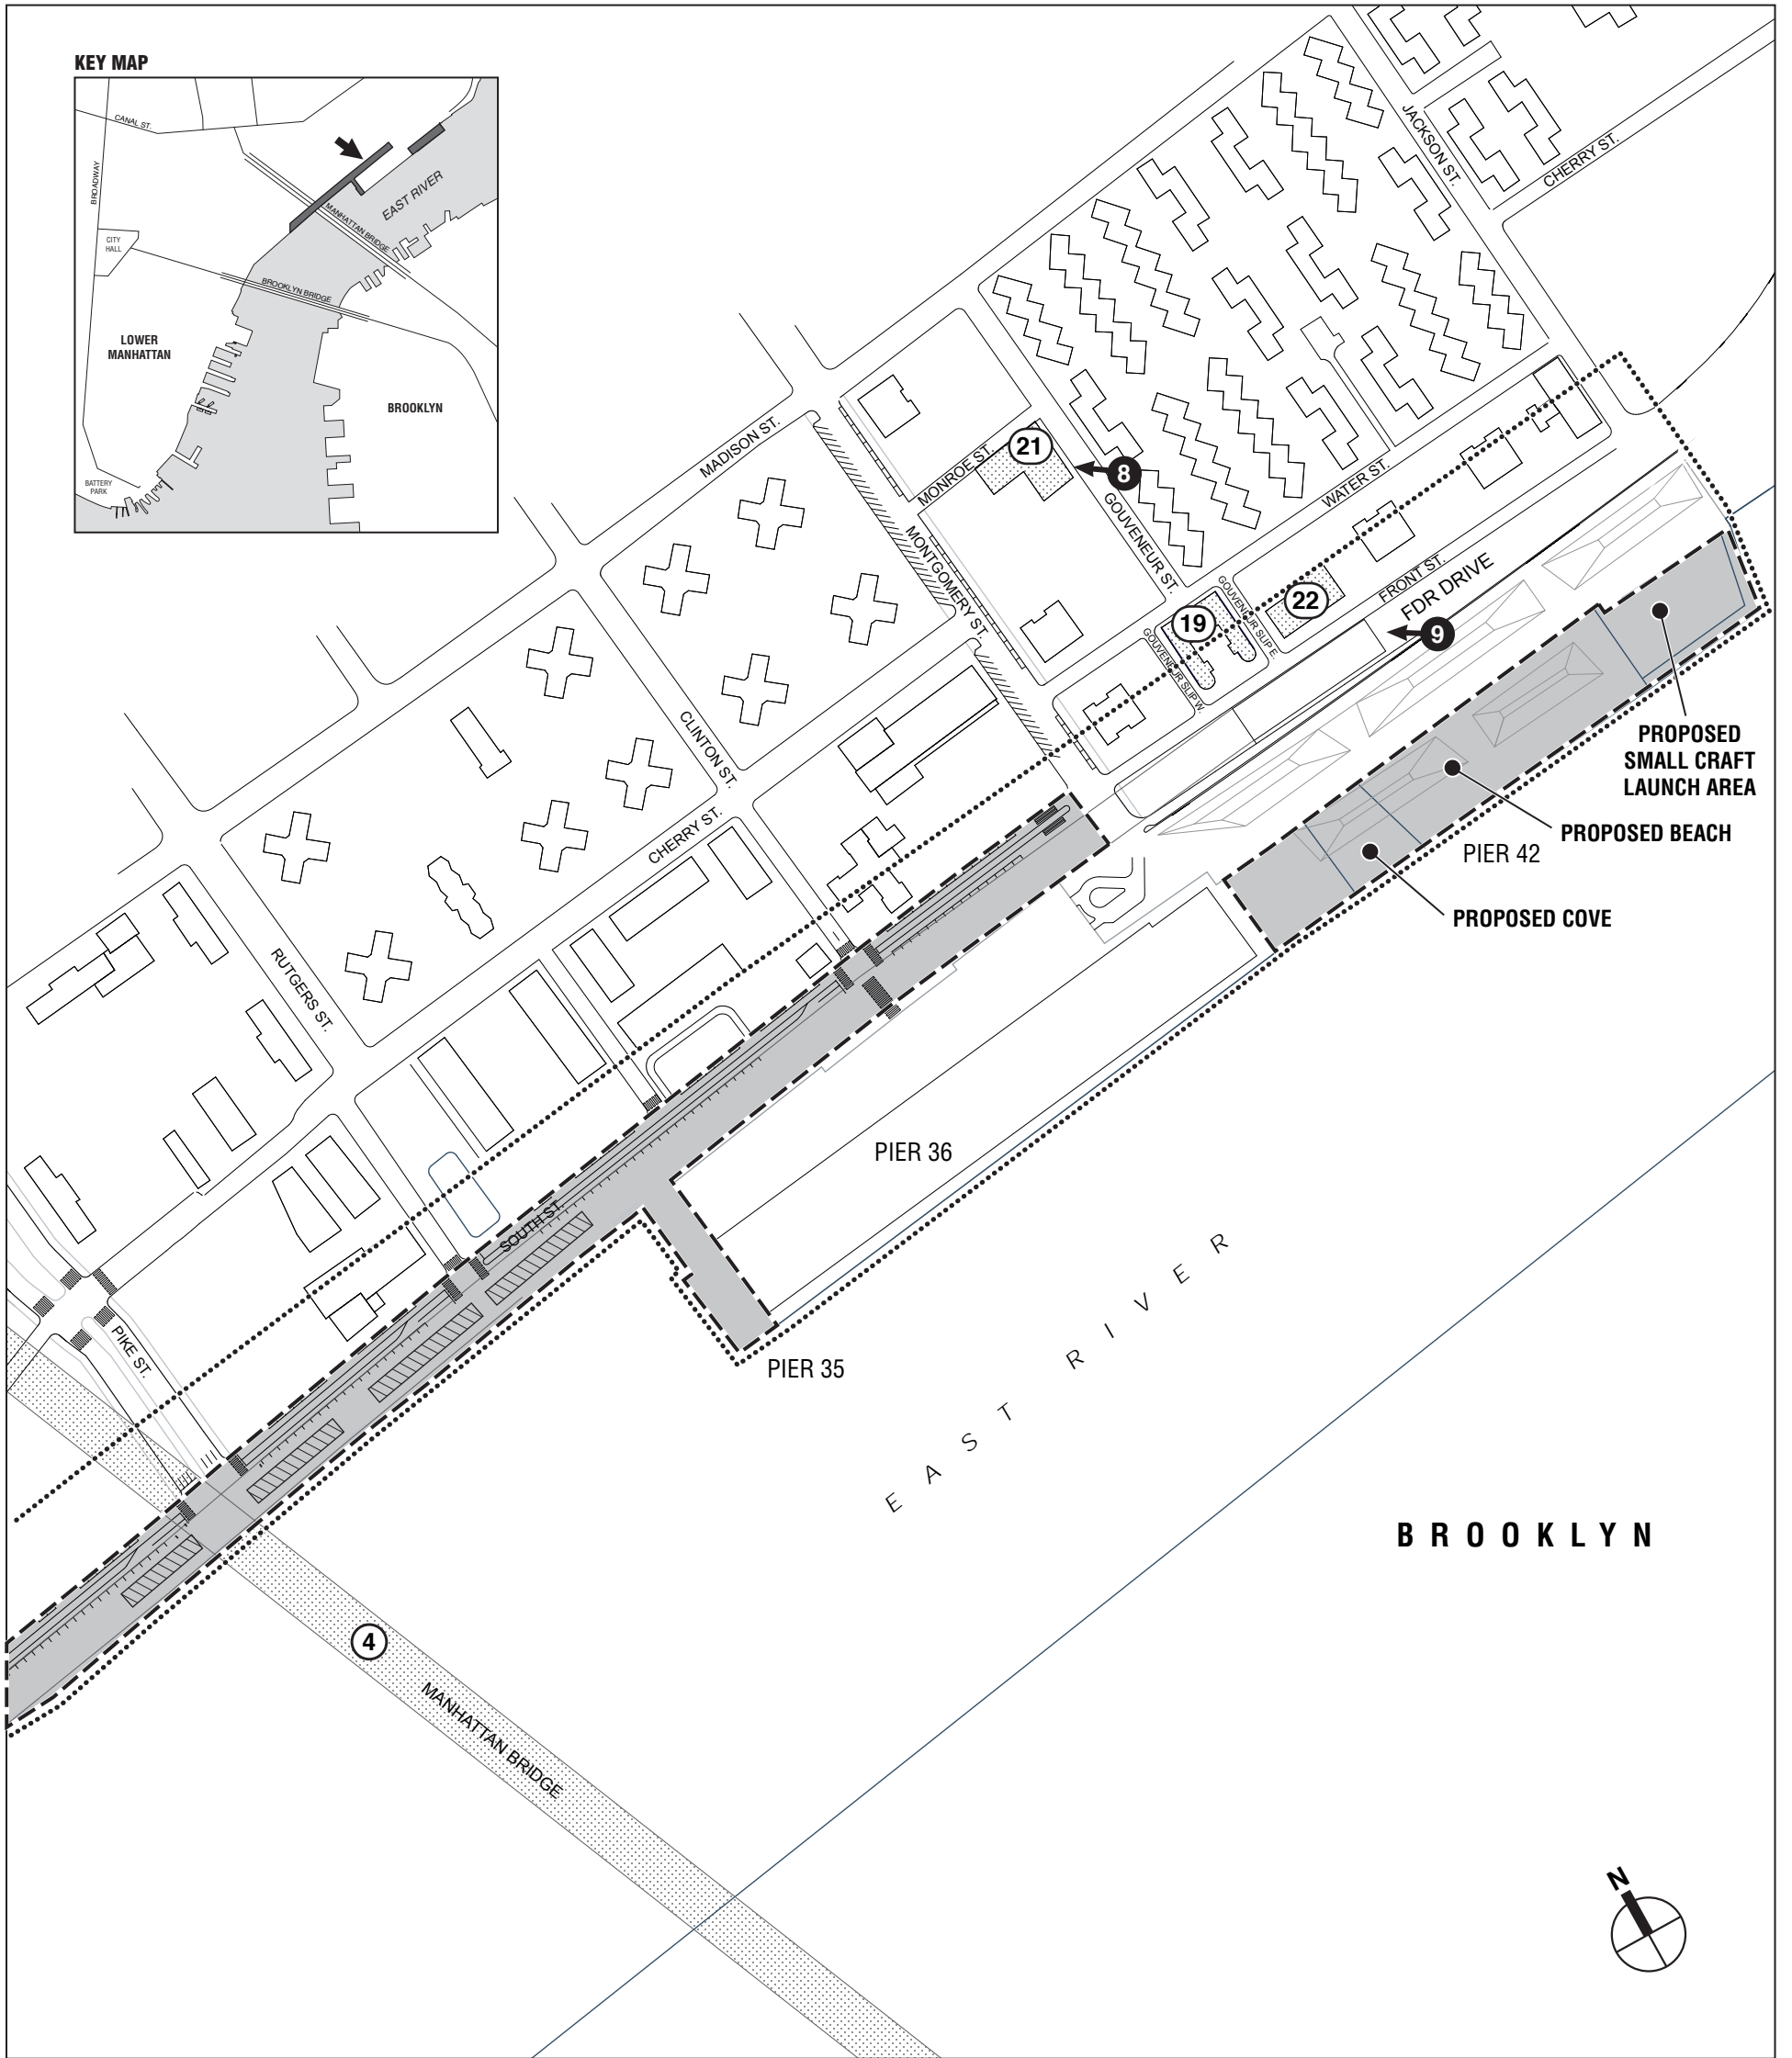 KEY MAP
CANAL ST.
BROADWAY
EAST RIVER
MANHATTAN BRIDGE
CITY
HALL
BROOKLYN BRIDGE
LOWER
MANHATTAN
BROOKLYN
BATTERY
PARK
JACKSON ST.
CHERRY ST.
MADISON ST.
MONROE ST.
21
8
GOUVENEUR ST.
WATER ST.
MONTGOMERY ST.
GOUVENEUR SLIP E.
22
19
GOUVENEUR SLIP W.
FRONT ST.
FDR DRIVE
9
PROPOSED
SMALL CRAFT
LAUNCH AREA
PROPOSED BEACH
PIER 42
PROPOSED COVE
CLINTON ST.
CHERRY ST.
RUTGERS ST.
PIER 36
SOUTH ST.
PIKE ST.
PIER 35
EAST RIVER
BROOKLYN
4
MANHATTAN BRIDGE
N